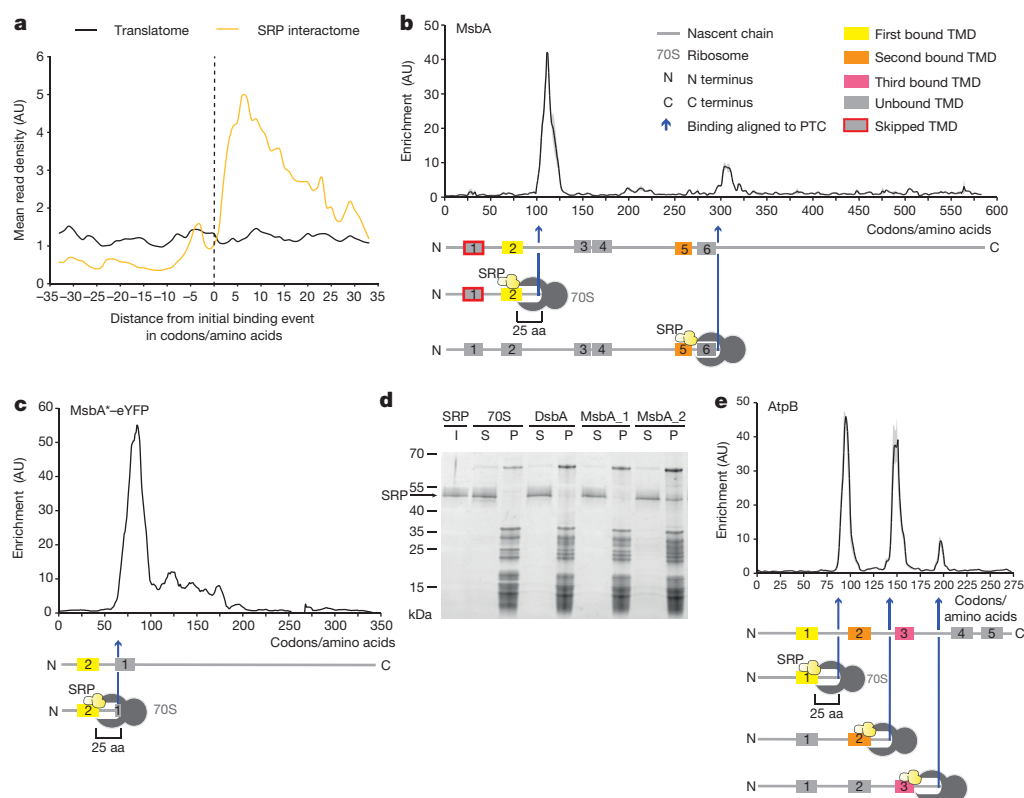 a
Translatome
SRP interactome
Mean read density (AU)
6
5
4
3
2
1
0
–35 –30 –25 –20 –15 –10 –5 0 5 10 15 20 25 30 35
Distance from initial binding event
in codons/amino acids
b
MsbA
Enrichment (AU)
50
40
30
20
10
0
0 50 100 150 200 250 300 350 400 450 500 550 600
Codons/amino acids
Nascent chain
70S Ribosome
N N terminus
C C terminus
Binding aligned to PTC
First bound TMD
Second bound TMD
Third bound TMD
Unbound TMD
Skipped TMD
N 1 2 3 4 5 6 C
SRP
N 1 2 70S
25 aa
SRP
N 1 2 3 4 5 6
c
MsbA*–eYFP
Enrichment (AU)
60
50
40
30
20
10
0
0 50 100 150 200 250 300 350
Codons/amino acids
N 2 1 C
SRP
N 2 1 70S
25 aa
d
SRP 70S DsbA MsbA_1 MsbA_2
I S P S P S P S P
70
55
SRP
40
35
25
15
kDa
e
AtpB
Enrichment (AU)
50
40
30
20
10
0
0 25 50 75 100 125 150 175 200 225 250 275
Codons/
amino acids
N 1 2 3 4 5 C
SRP
N 1 70S
25 aa
N 1 2
N 1 2 3